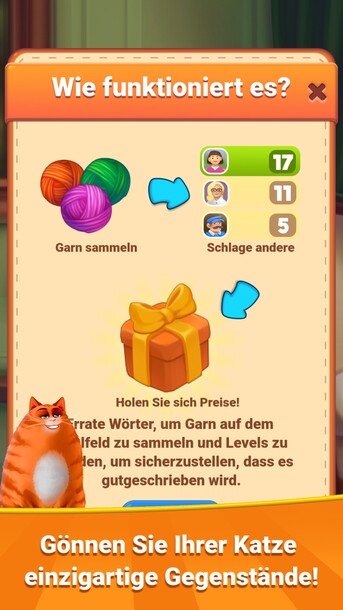 Wie funktioniert es?
17
11
5
Garn sammeln
Schlage andere
Holen Sie sich Preise!
Errate Wörter, um Garn auf dem
zu sammeln und Levels zu
um sicherzustellen, dass es
gutgeschrieben wird.
Gönnen Sie Ihrer Katze
einzigartige Gegenstände!